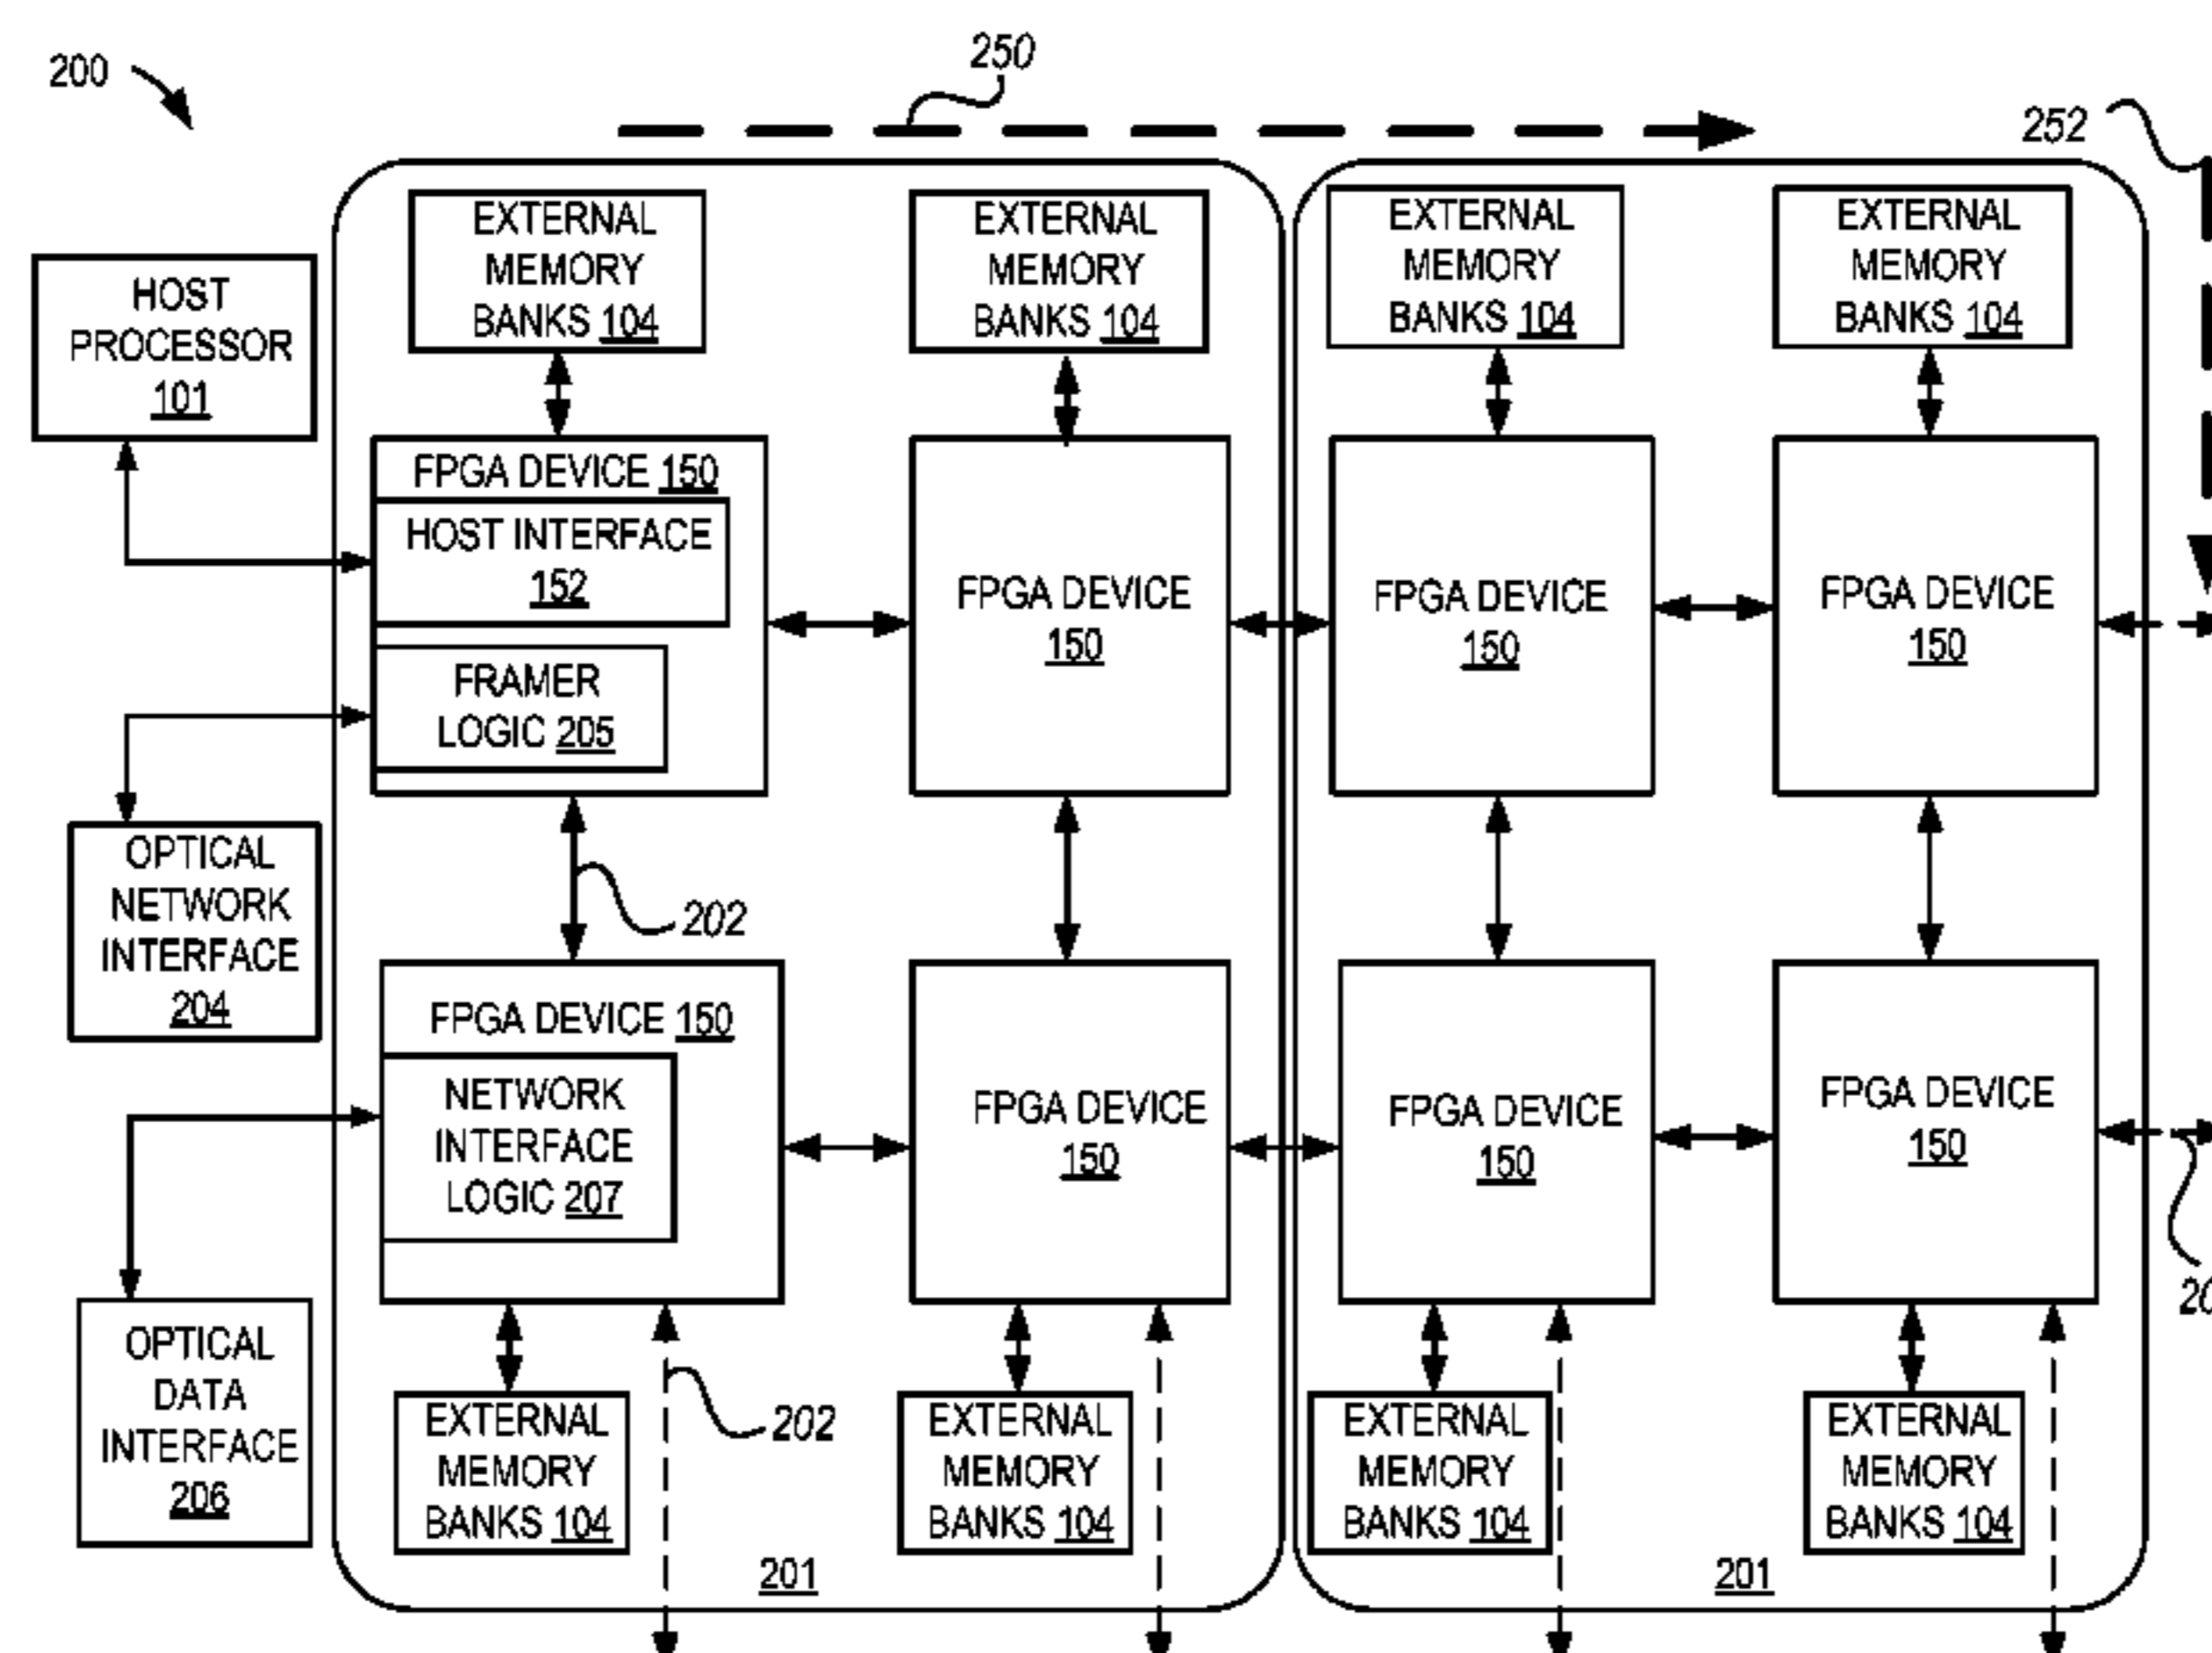 200
250
252
HOST
PROCESSOR
101
EXTERNAL
MEMORY
BANKS 104
EXTERNAL
MEMORY
BANKS 104
EXTERNAL
MEMORY
BANKS 104
EXTERNAL
MEMORY
BANKS 104
FPGA DEVICE 150
HOST INTERFACE
152
FRAMER
LOGIC 205
FPGA DEVICE
150
FPGA DEVICE
150
FPGA DEVICE
150
OPTICAL
NETWORK
INTERFACE
204
202
FPGA DEVICE 150
NETWORK
INTERFACE
LOGIC 207
FPGA DEVICE
150
FPGA DEVICE
150
FPGA DEVICE
150
OPTICAL
DATA
INTERFACE
206
EXTERNAL
MEMORY
BANKS 104
202
EXTERNAL
MEMORY
BANKS 104
EXTERNAL
MEMORY
BANKS 104
EXTERNAL
MEMORY
BANKS 104
201
201